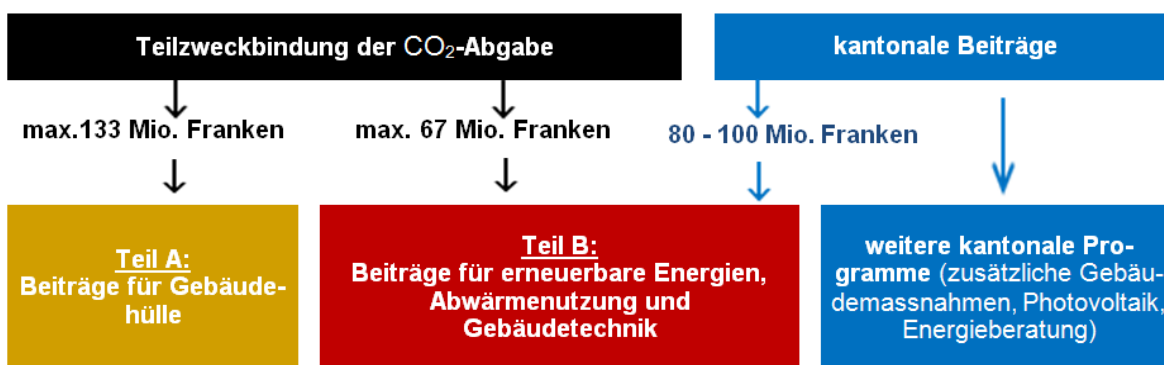 Teilzweckbindung der CO₂-Abgabe
kantonale Beiträge
max.133 Mio. Franken
max. 67 Mio. Franken
80 - 100 Mio. Franken
Teil A:
Beiträge für Gebäude-
hülle
Teil B:
Beiträge für erneuerbare Energien,
Abwärmenutzung und
Gebäudetechnik
weitere kantonale Pro-
gramme (zusätzliche Gebäu-
demassnahmen, Photovoltaik,
Energieberatung)